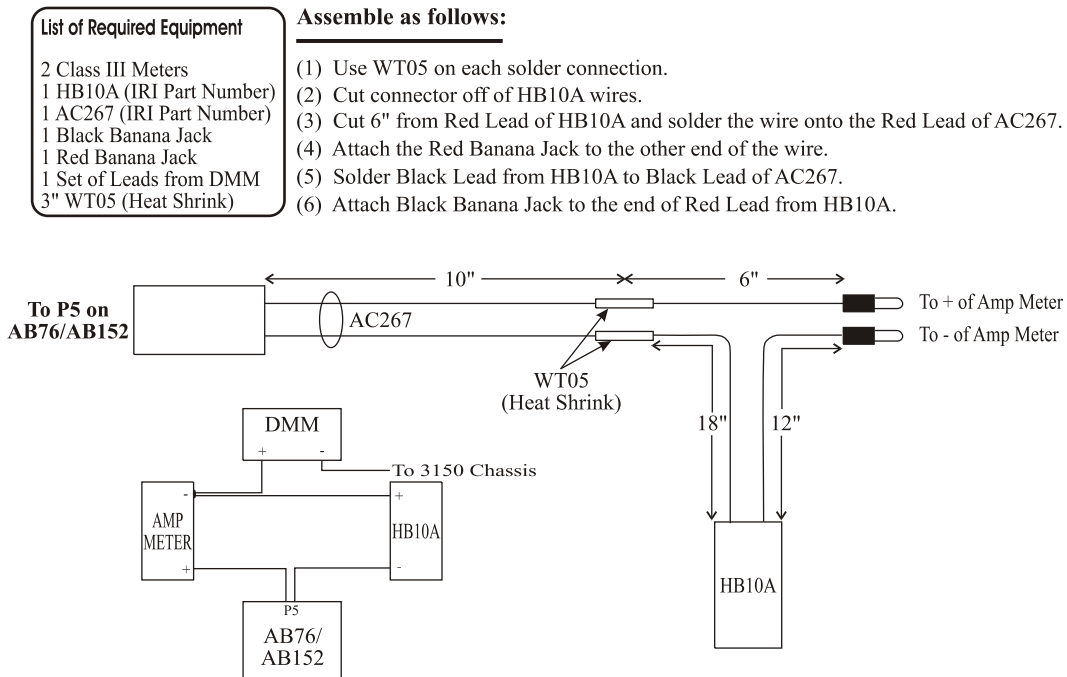 List of Required Equipment
2 Class III Meters
1 HB10A (IRI Part Number)
1 AC267 (IRI Part Number)
1 Black Banana Jack
1 Red Banana Jack
1 Set of Leads from DMM
3" WT05 (Heat Shrink)
Assemble as follows:
(1) Use WT05 on each solder connection.
(2) Cut connector off of HB10A wires.
(3) Cut 6" from Red Lead of HB10A and solder the wire onto the Red Lead of AC267.
(4) Attach the Red Banana Jack to the other end of the wire.
(5) Solder Black Lead from HB10A to Black Lead of AC267.
(6) Attach Black Banana Jack to the end of Red Lead from HB10A.
10"
6"
To P5 on
AB76/AB152
AC267
To + of Amp Meter
To - of Amp Meter
WT05
(Heat Shrink)
18"
12"
HB10A
DMM
+ -
To 3150 Chassis
-
AMP
METER
+
+
HB10A
-
P5
AB76/
AB152